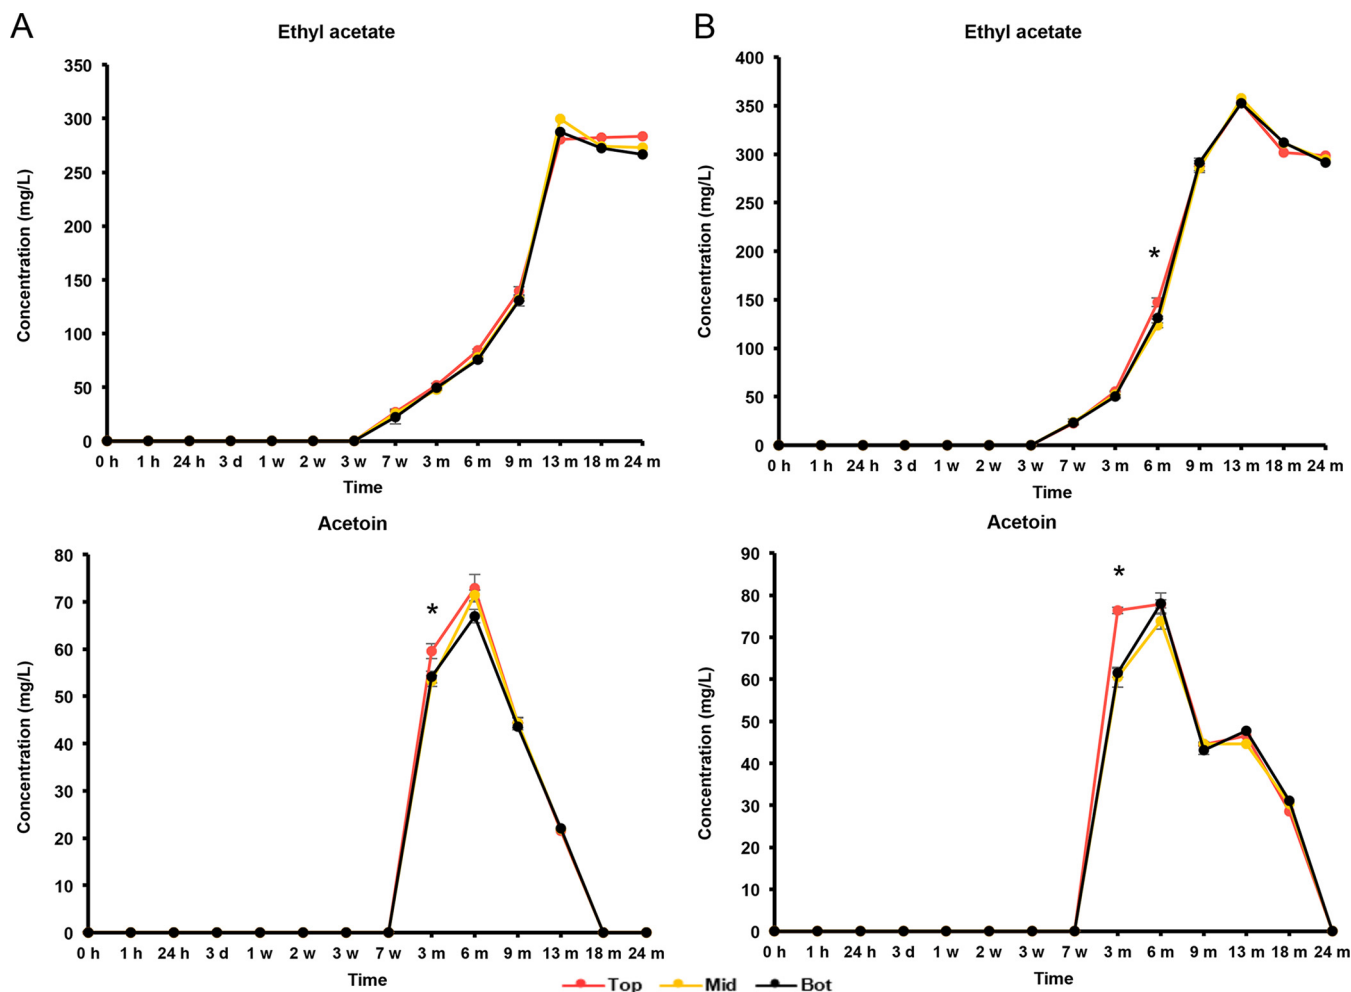 A
Ethyl acetate
Concentration (mg/L)
350
300
250
200
150
100
50
0
0 h 1 h 24 h 3 d 1 w 2 w 3 w 7 w 3 m 6 m 9 m 13 m 18 m 24 m
Time
B
Ethyl acetate
Concentration (mg/L)
400
350
300
250
200
150
100
50
0
*
0 h 1 h 24 h 3 d 1 w 2 w 3 w 7 w 3 m 6 m 9 m 13 m 18 m 24 m
Time
Acetoin
Concentration (mg/L)
80
70
60
50
40
30
20
10
0
*
0 h 1 h 24 h 3 d 1 w 2 w 3 w 7 w 3 m 6 m 9 m 13 m 18 m 24 m
Time
Acetoin
Concentration (mg/L)
90
80
70
60
50
40
30
20
10
0
*
0 h 1 h 24 h 3 d 1 w 2 w 3 w 7 w 3 m 6 m 9 m 13 m 18 m 24 m
Time
Top Mid Bot